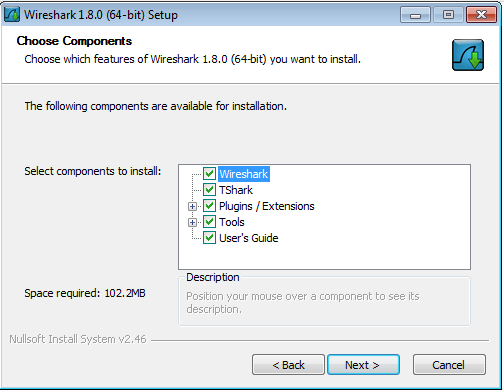 Wireshark 1.8.0 (64-bit) Setup
Choose Components
Choose which features of Wireshark 1.8.0 (64-bit) you want to install.
The following components are available for installation.
Select components to install:
Wireshark
TShark
Plugins / Extensions
Tools
User's Guide
Space required: 102.2MB
Description
Position your mouse over a component to see its
description.
Nullsoft Install System v2.46
< Back
Next >
Cancel